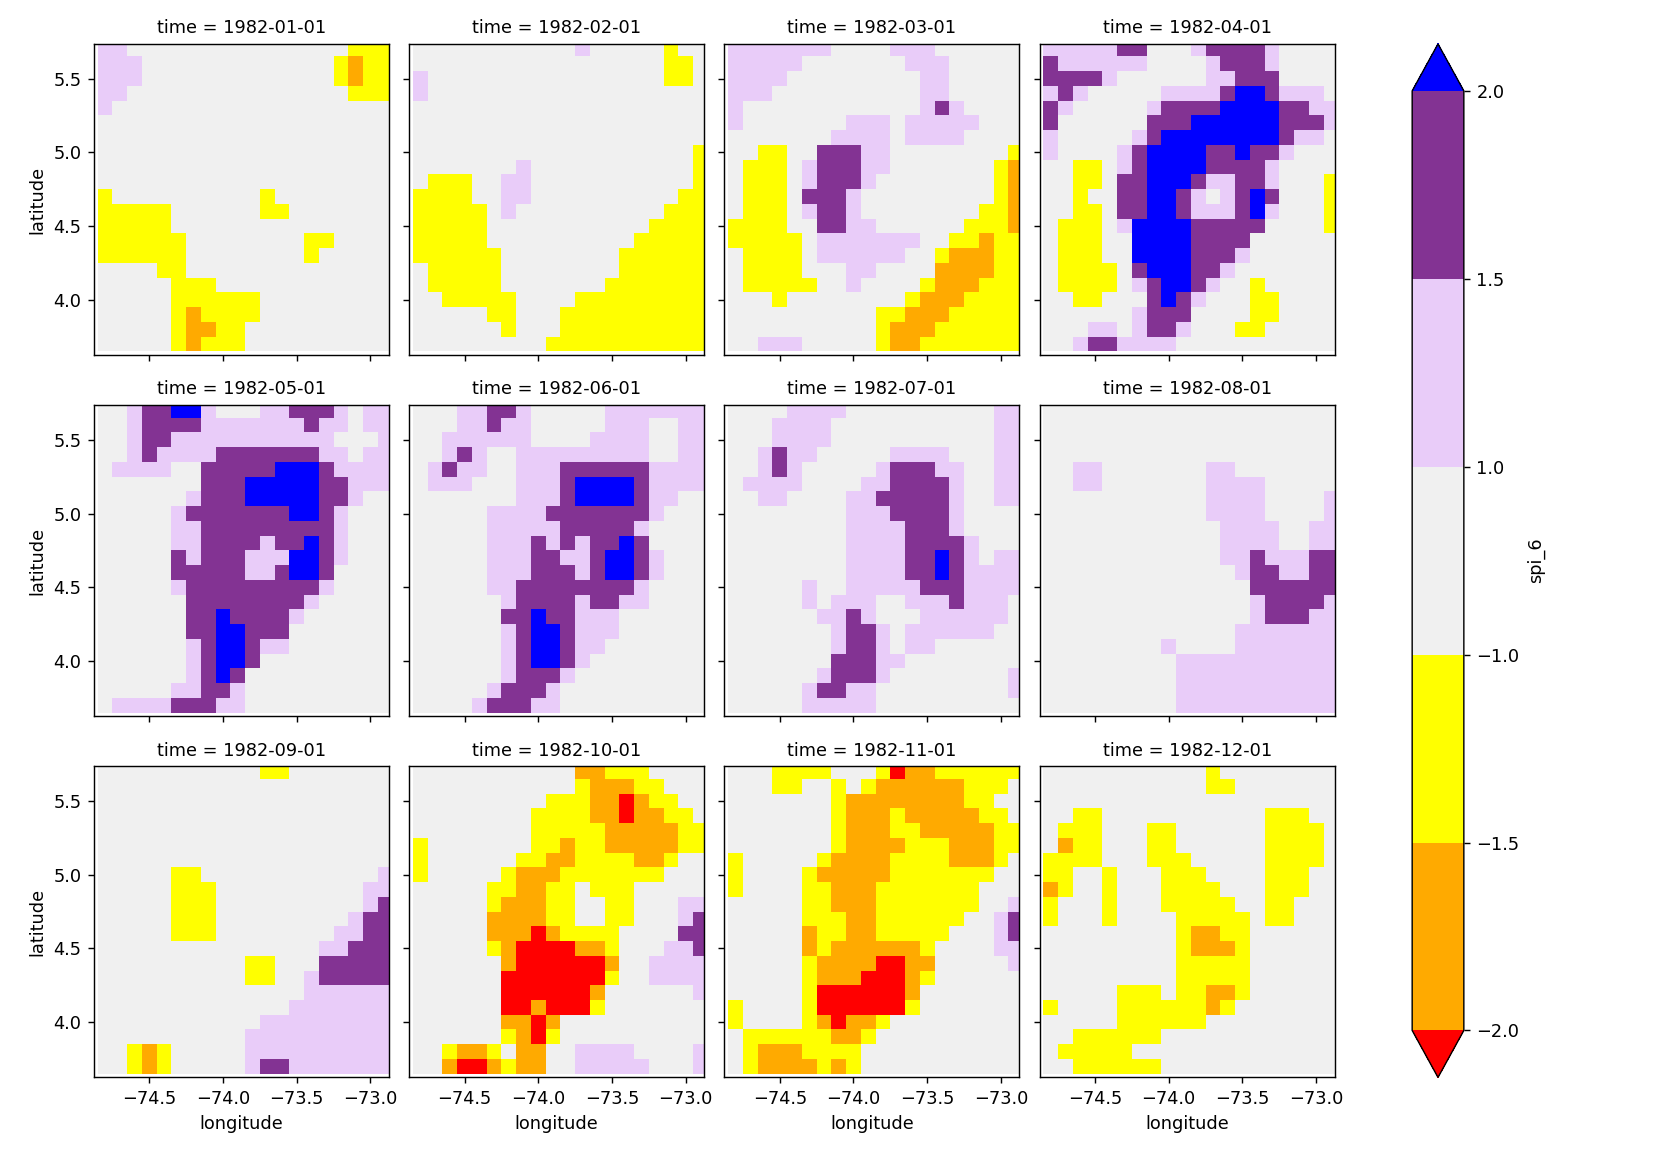 time = 1982-01-01
time = 1982-02-01
time = 1982-03-01
time = 1982-04-01
latitude
5.5
5.0
4.5
4.0
time = 1982-05-01
time = 1982-06-01
time = 1982-07-01
time = 1982-08-01
latitude
5.5
5.0
4.5
4.0
time = 1982-09-01
time = 1982-10-01
time = 1982-11-01
time = 1982-12-01
latitude
5.5
5.0
4.5
4.0
−74.5 −74.0 −73.5 −73.0
longitude
−74.5 −74.0 −73.5 −73.0
longitude
−74.5 −74.0 −73.5 −73.0
longitude
−74.5 −74.0 −73.5 −73.0
longitude
2.0
1.5
1.0
−1.0
−1.5
−2.0
spi_6